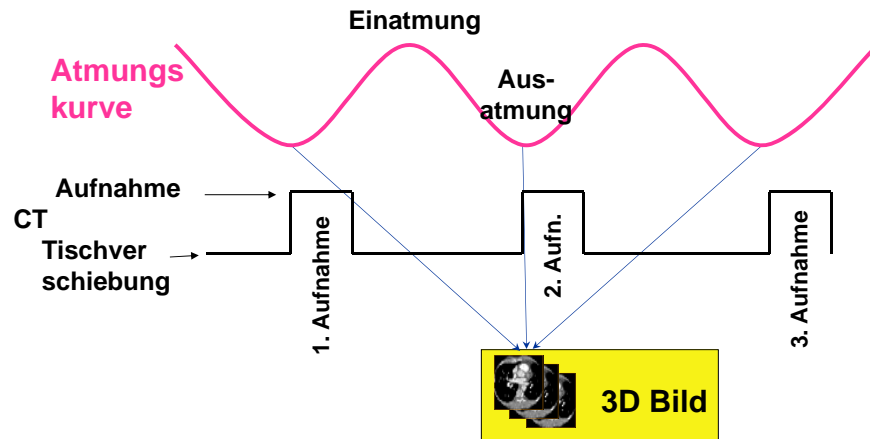 Einatmung
Atmungs
kurve
Aus-
atmung
Aufnahme
CT
Tischver
schiebung
1. Aufnahme
2. Aufn.
3. Aufnahme
3D Bild